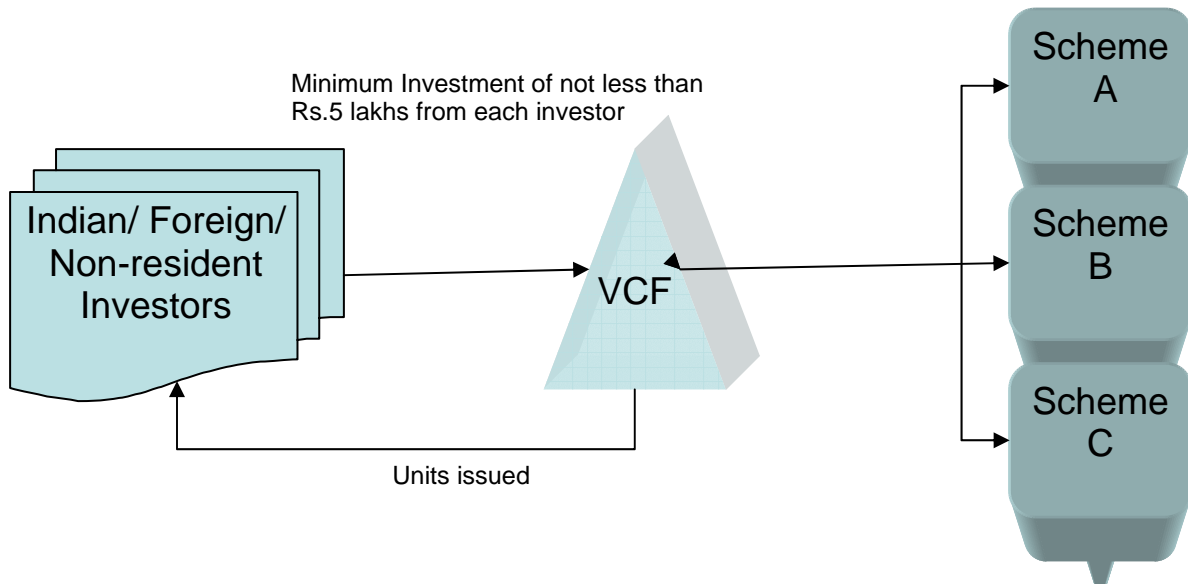 Minimum Investment of not less than
Rs.5 lakhs from each investor
Indian/ Foreign/
Non-resident
Investors
VCF
Units issued
Scheme
A
Scheme
B
Scheme
C